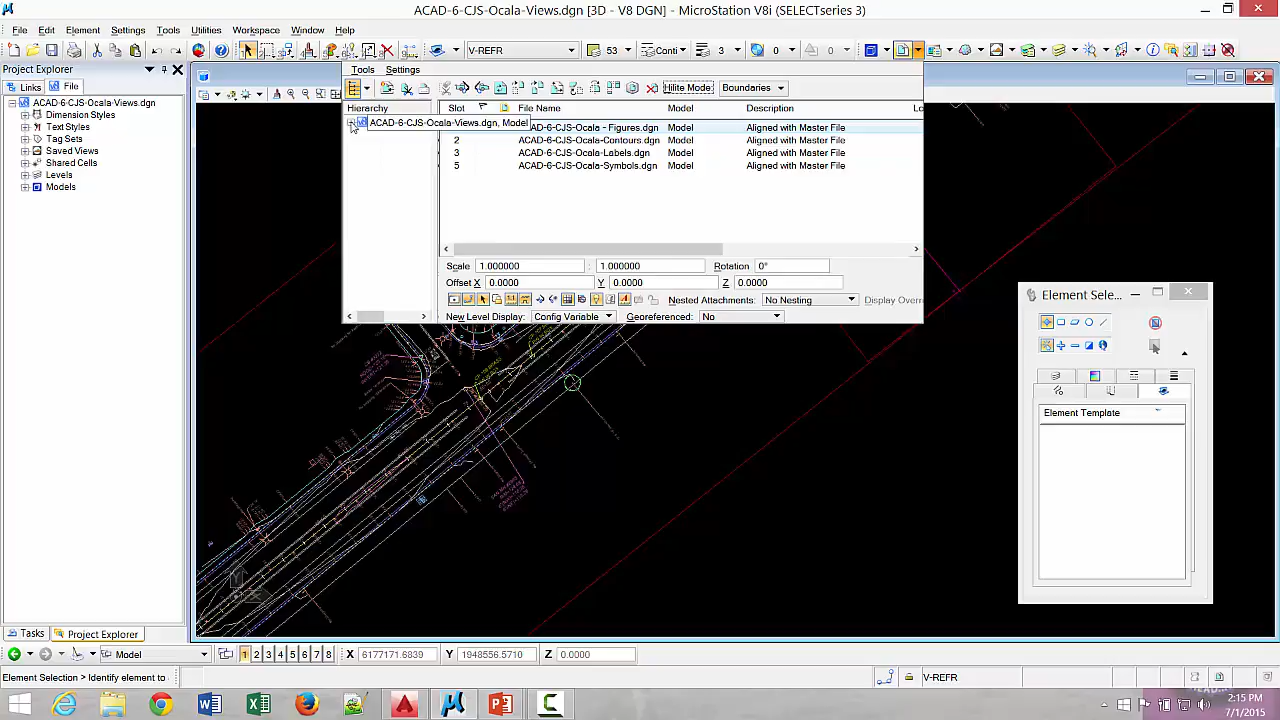 ACAD-6-CJS-Ocala-Views.dgn [3D - V8 DGN] - MicroStation V8i (SELECTseries 3)
File Edit Element Settings Tools Utilities Workspace Window Help
V-REFR 53 Conti 3 0 0
Project Explorer
Links File
ACAD-6-CJS-Ocala-Views.dgn
Dimension Styles
Text Styles
Tag Sets
Saved Views
Shared Cells
Levels
Models
Tools Settings
Hilite Mode Boundaries
Hierarchy Slot File Name Model Description Lo
ACAD-6-CJS-Ocala-Views.dgn, Model
CAD-6-CJS-Ocala - Figures.dgn Model Aligned with Master File
2 ACAD-6-CJS-Ocala-Contours.dgn Model Aligned with Master File
3 ACAD-6-CJS-Ocala-Labels.dgn Model Aligned with Master File
5 ACAD-6-CJS-Ocala-Symbols.dgn Model Aligned with Master File
Scale 1.000000 : 1.000000 Rotation 0°
Offset X 0.0000 Y 0.0000 Z 0.0000
Nested Attachments: No Nesting Display Overr
New Level Display: Config Variable Georeferenced: No
Element Sele...
Element Template
Tasks Project Explorer
Model 1 2 3 4 5 6 7 8 X 6177171.6839 Y 1948556.5710 Z 0.0000
Element Selection > Identify element to V-REFR
2:15 PM
7/1/2015